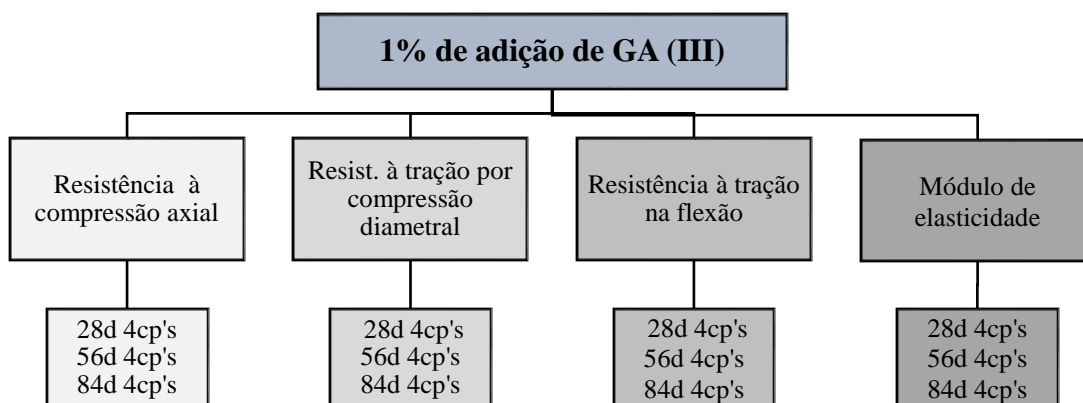 1% de adição de GA (III)
Resistência à
compressão axial
Resist. à tração por
compressão
diametral
Resistência à tração
na flexão
Módulo de
elasticidade
28d 4cp's
56d 4cp's
84d 4cp's
28d 4cp's
56d 4cp's
84d 4cp's
28d 4cp's
56d 4cp's
84d 4cp's
28d 4cp's
56d 4cp's
84d 4cp's